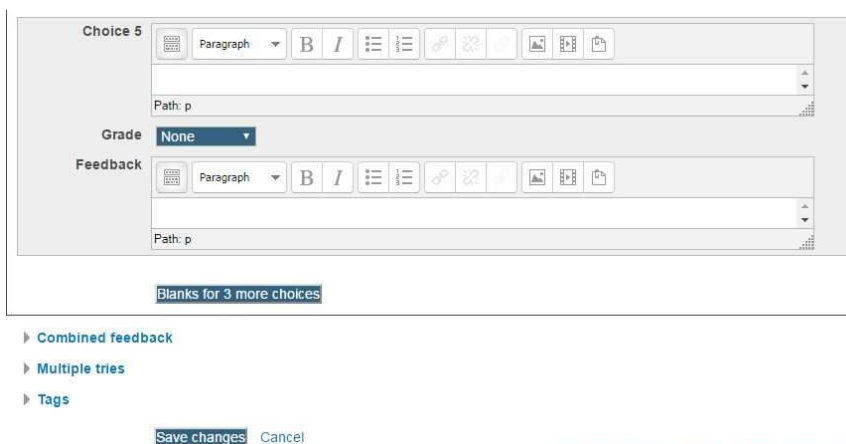 Choice 5
Paragraph B I
Path: p
Grade None
Feedback
Paragraph B I
Path: p
Blanks for 3 more choices
Combined feedback
Multiple tries
Tags
Save changes Cancel